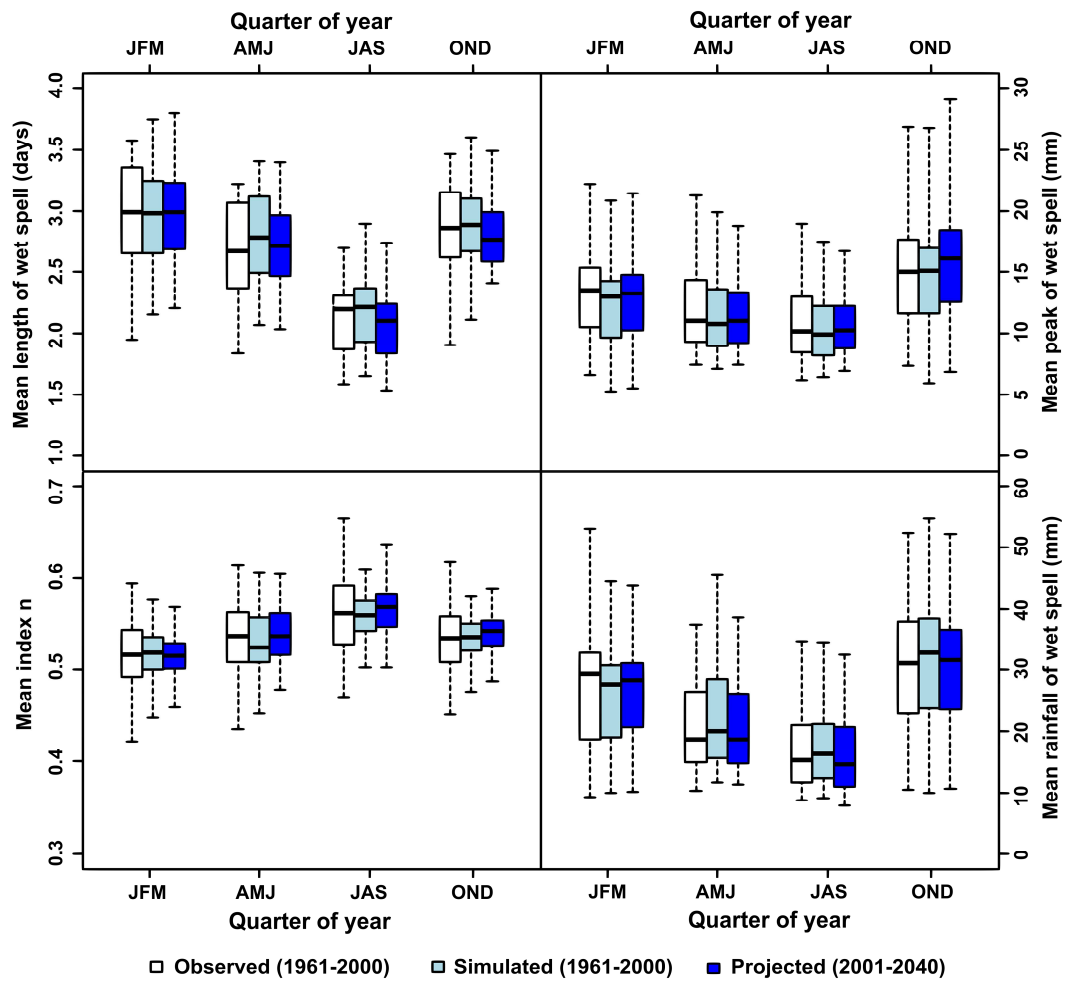 Quarter of year Quarter of year
JFM AMJ JAS OND JFM AMJ JAS OND
Mean length of wet spell (days)
4.0
3.5
3.0
2.5
2.0
1.5
1.0
30
25
20
15
10
5
0
Mean peak of wet spell (mm)
Mean index n
0.7
0.6
0.5
0.4
0.3
60
50
40
30
20
10
0
Mean rainfall of wet spell (mm)
JFM AMJ JAS OND JFM AMJ JAS OND
Quarter of year Quarter of year
Observed (1961-2000) Simulated (1961-2000) Projected (2001-2040)